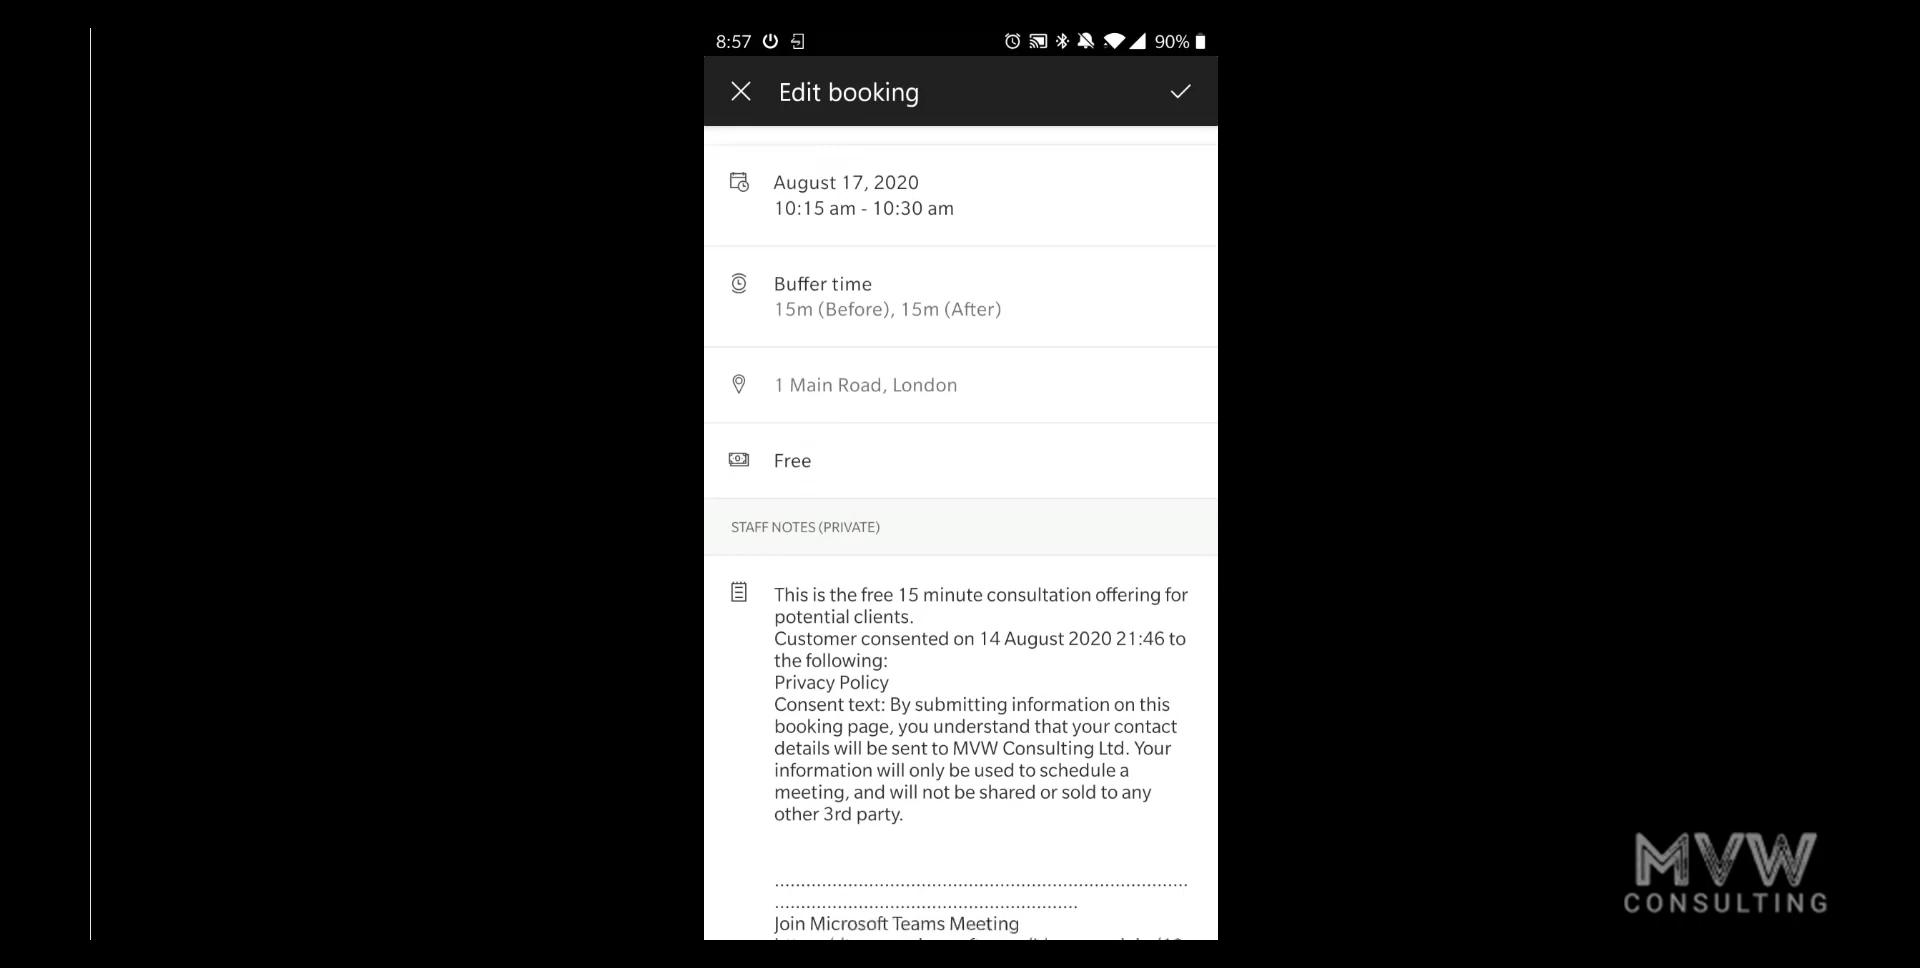 8:57
90%
Edit booking
August 17, 2020
10:15 am - 10:30 am
Buffer time
15m (Before), 15m (After)
1 Main Road, London
Free
STAFF NOTES (PRIVATE)
This is the free 15 minute consultation offering for
potential clients.
Customer consented on 14 August 2020 21:46 to
the following:
Privacy Policy
Consent text: By submitting information on this
booking page, you understand that your contact
details will be sent to MVW Consulting Ltd. Your
information will only be used to schedule a
meeting, and will not be shared or sold to any
other 3rd party.
................................................................................
...........................................................
Join Microsoft Teams Meeting
MVW
CONSULTING